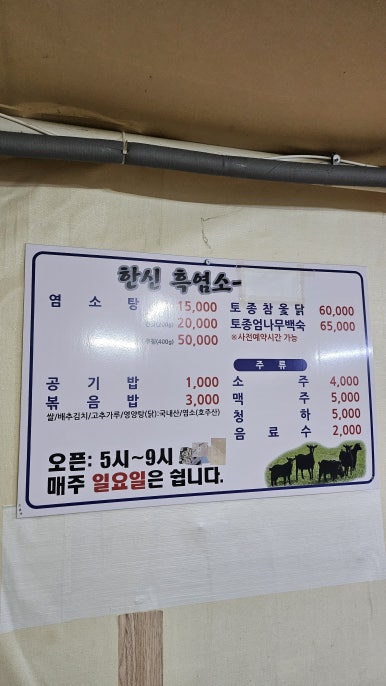 한신 흑염소
염 소 탕 15,000
20,000
(400g) 50,000
공 기 밥 1,000
볶 음 밥 3,000
쌀/배추김치/고추가루/영양탕(닭):국내산/염소(호주산)
오픈: 5시~9시
매주 일요일은 쉽니다.
토 종 참 옻 닭 60,000
토종엄나무백숙 65,000
※사전예약시간 가능
주 류
소 주 4,000
맥 주 5,000
청 하 5,000
음 료 수 2,000